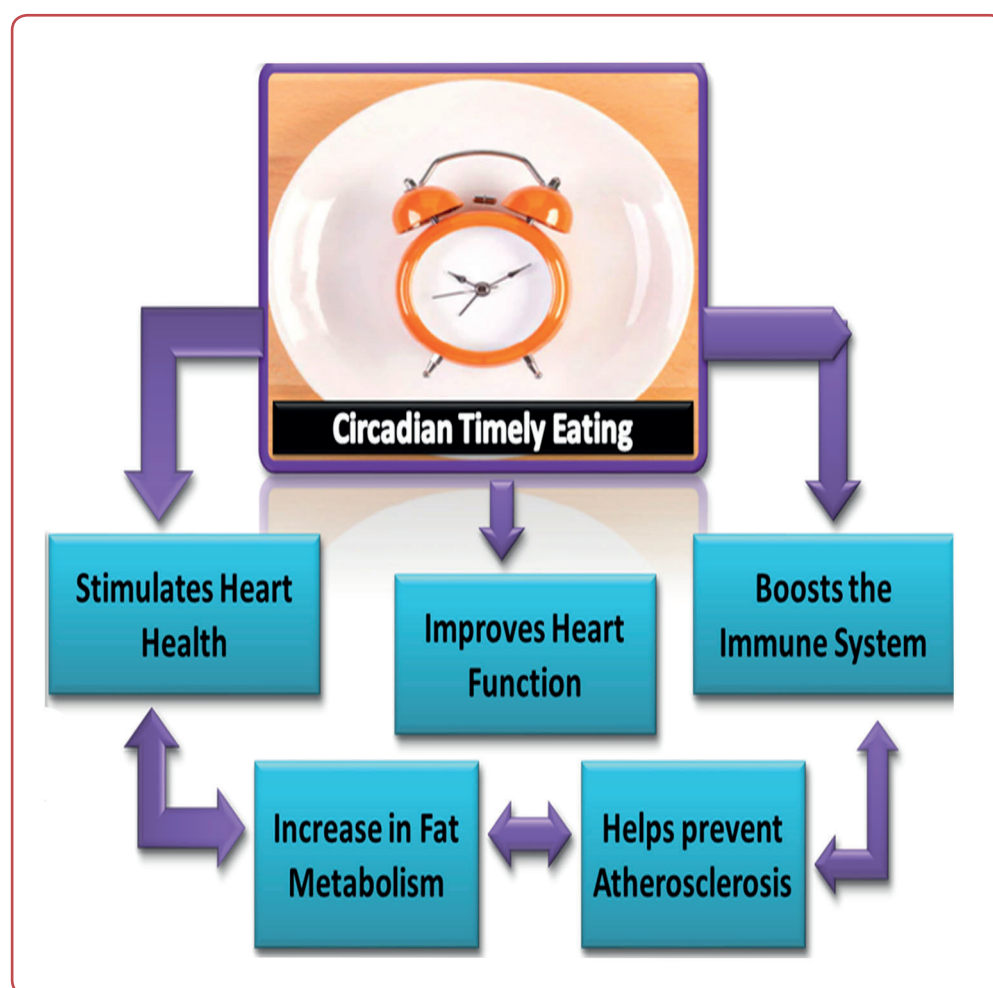 Circadian Timely Eating
Stimulates Heart
Health
Improves Heart
Function
Boosts the
Immune System
Increase in Fat
Metabolism
Helps prevent
Atherosclerosis